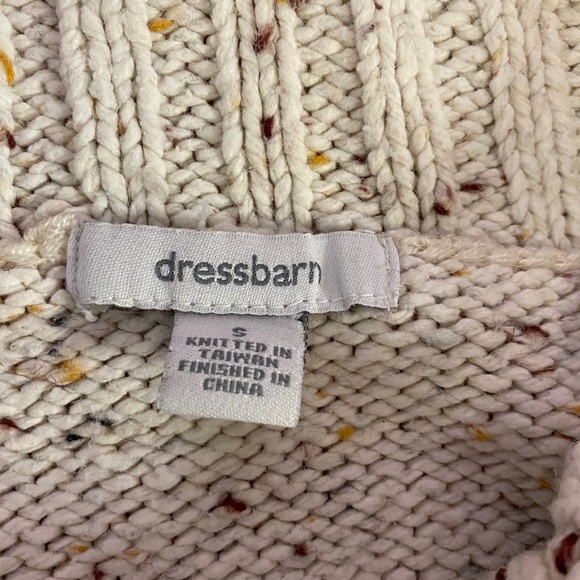 dressbarn
S
KNITTED IN
TAIWAN
FINISHED IN
CHINA